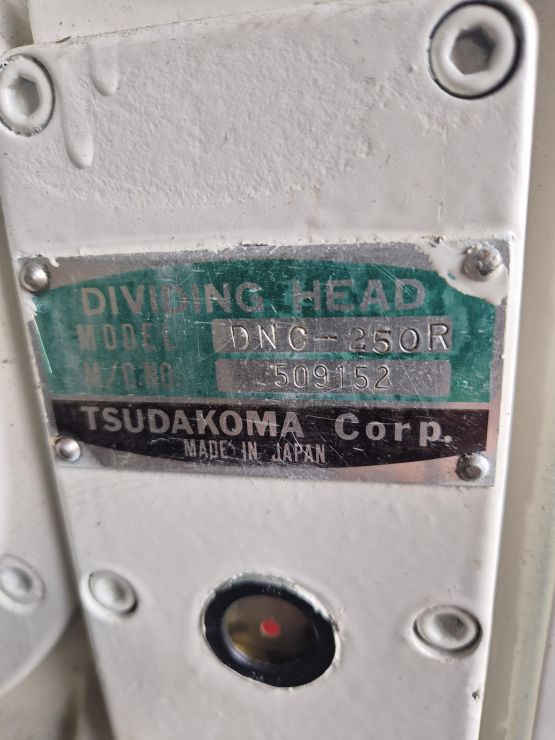 DIVIDING HEAD
MODEL DNC-250R
M/C.NO. 509152
TSUDAKOMA Corp.
MADE IN JAPAN